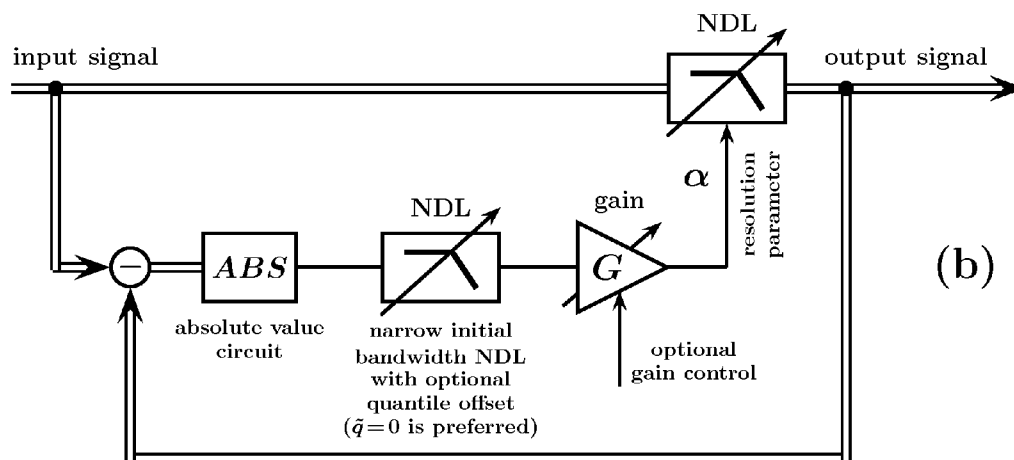 NDL
input signal
output signal
α
resolution
parameter
gain
NDL
(b)
−
ABS
G
absolute value
circuit
narrow initial
bandwidth NDL
with optional
quantile offset
(q̃=0 is preferred)
optional
gain control